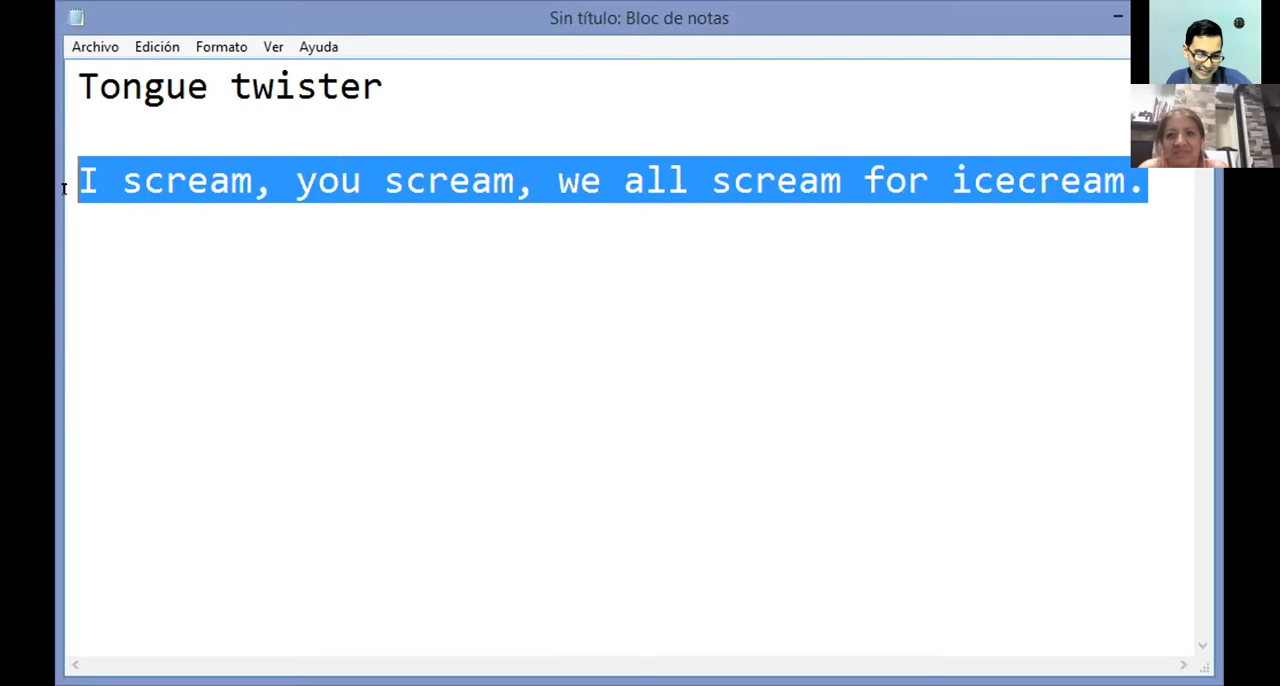 Sin título: Bloc de notas
Archivo Edición Formato Ver Ayuda
Tongue twister
I scream, you scream, we all scream for icecream.